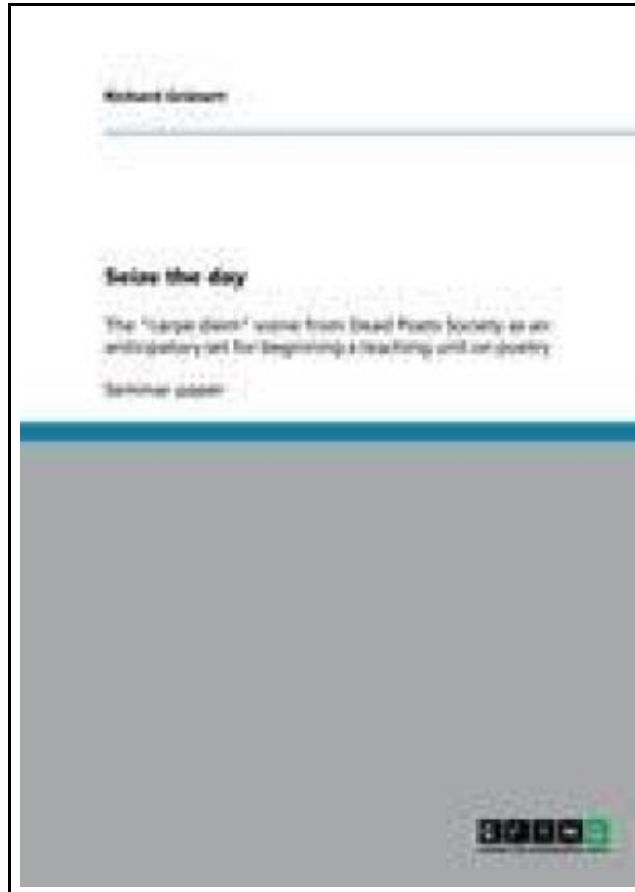 Richard
Seize the day
The "carpe diem" scene from Dead Poets Society as an
anticipatory set for beginning a teaching unit on poetry
Seminar paper